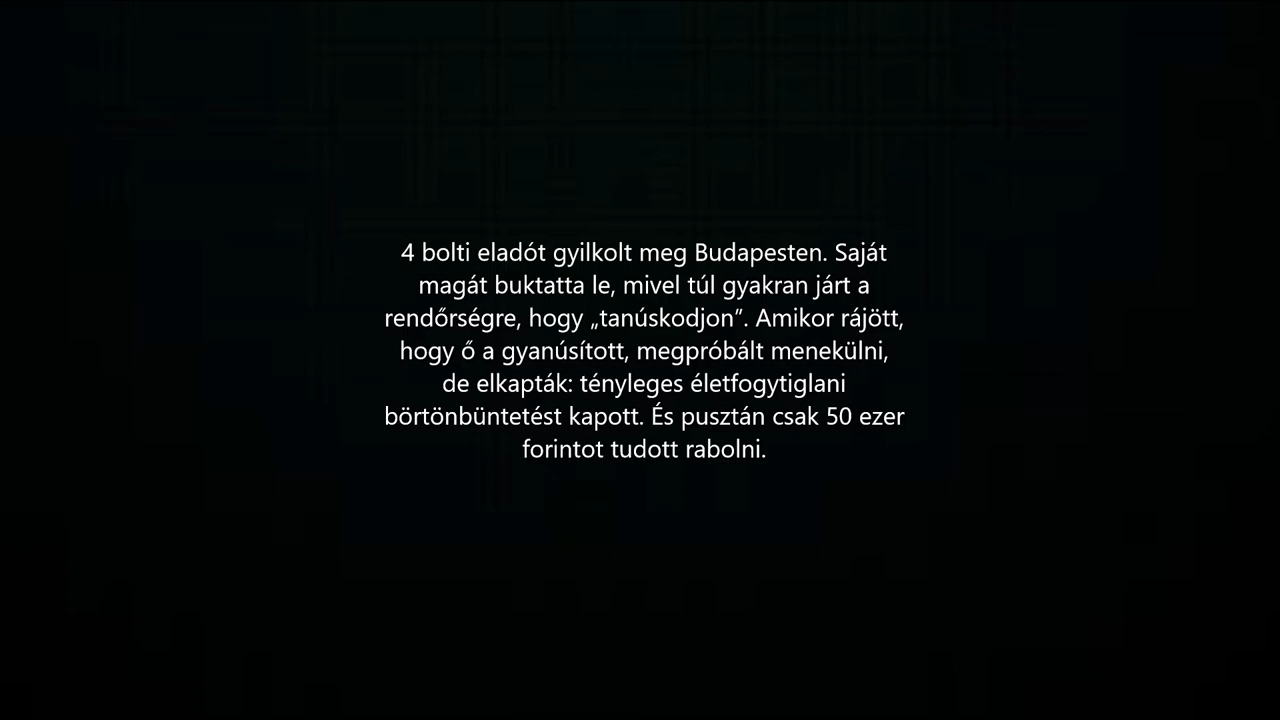 4 bolti eladót gyilkolt meg Budapesten. Saját
magát buktatta le, mivel túl gyakran járt a
rendőrségre, hogy „tanúskodjon”. Amikor rájött,
hogy ő a gyanúsított, megpróbált menekülni,
de elkapták: tényleges életfogytiglani
börtönbüntetést kapott. És pusztán csak 50 ezer
forintot tudott rabolni.